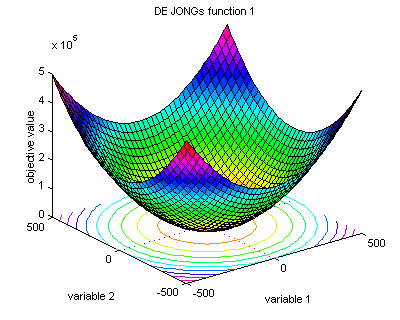 DE JONGs function 1
x 10^5
5
4
3
2
1
0
objective value
500
0
-500
variable 2
-500
0
500
variable 1